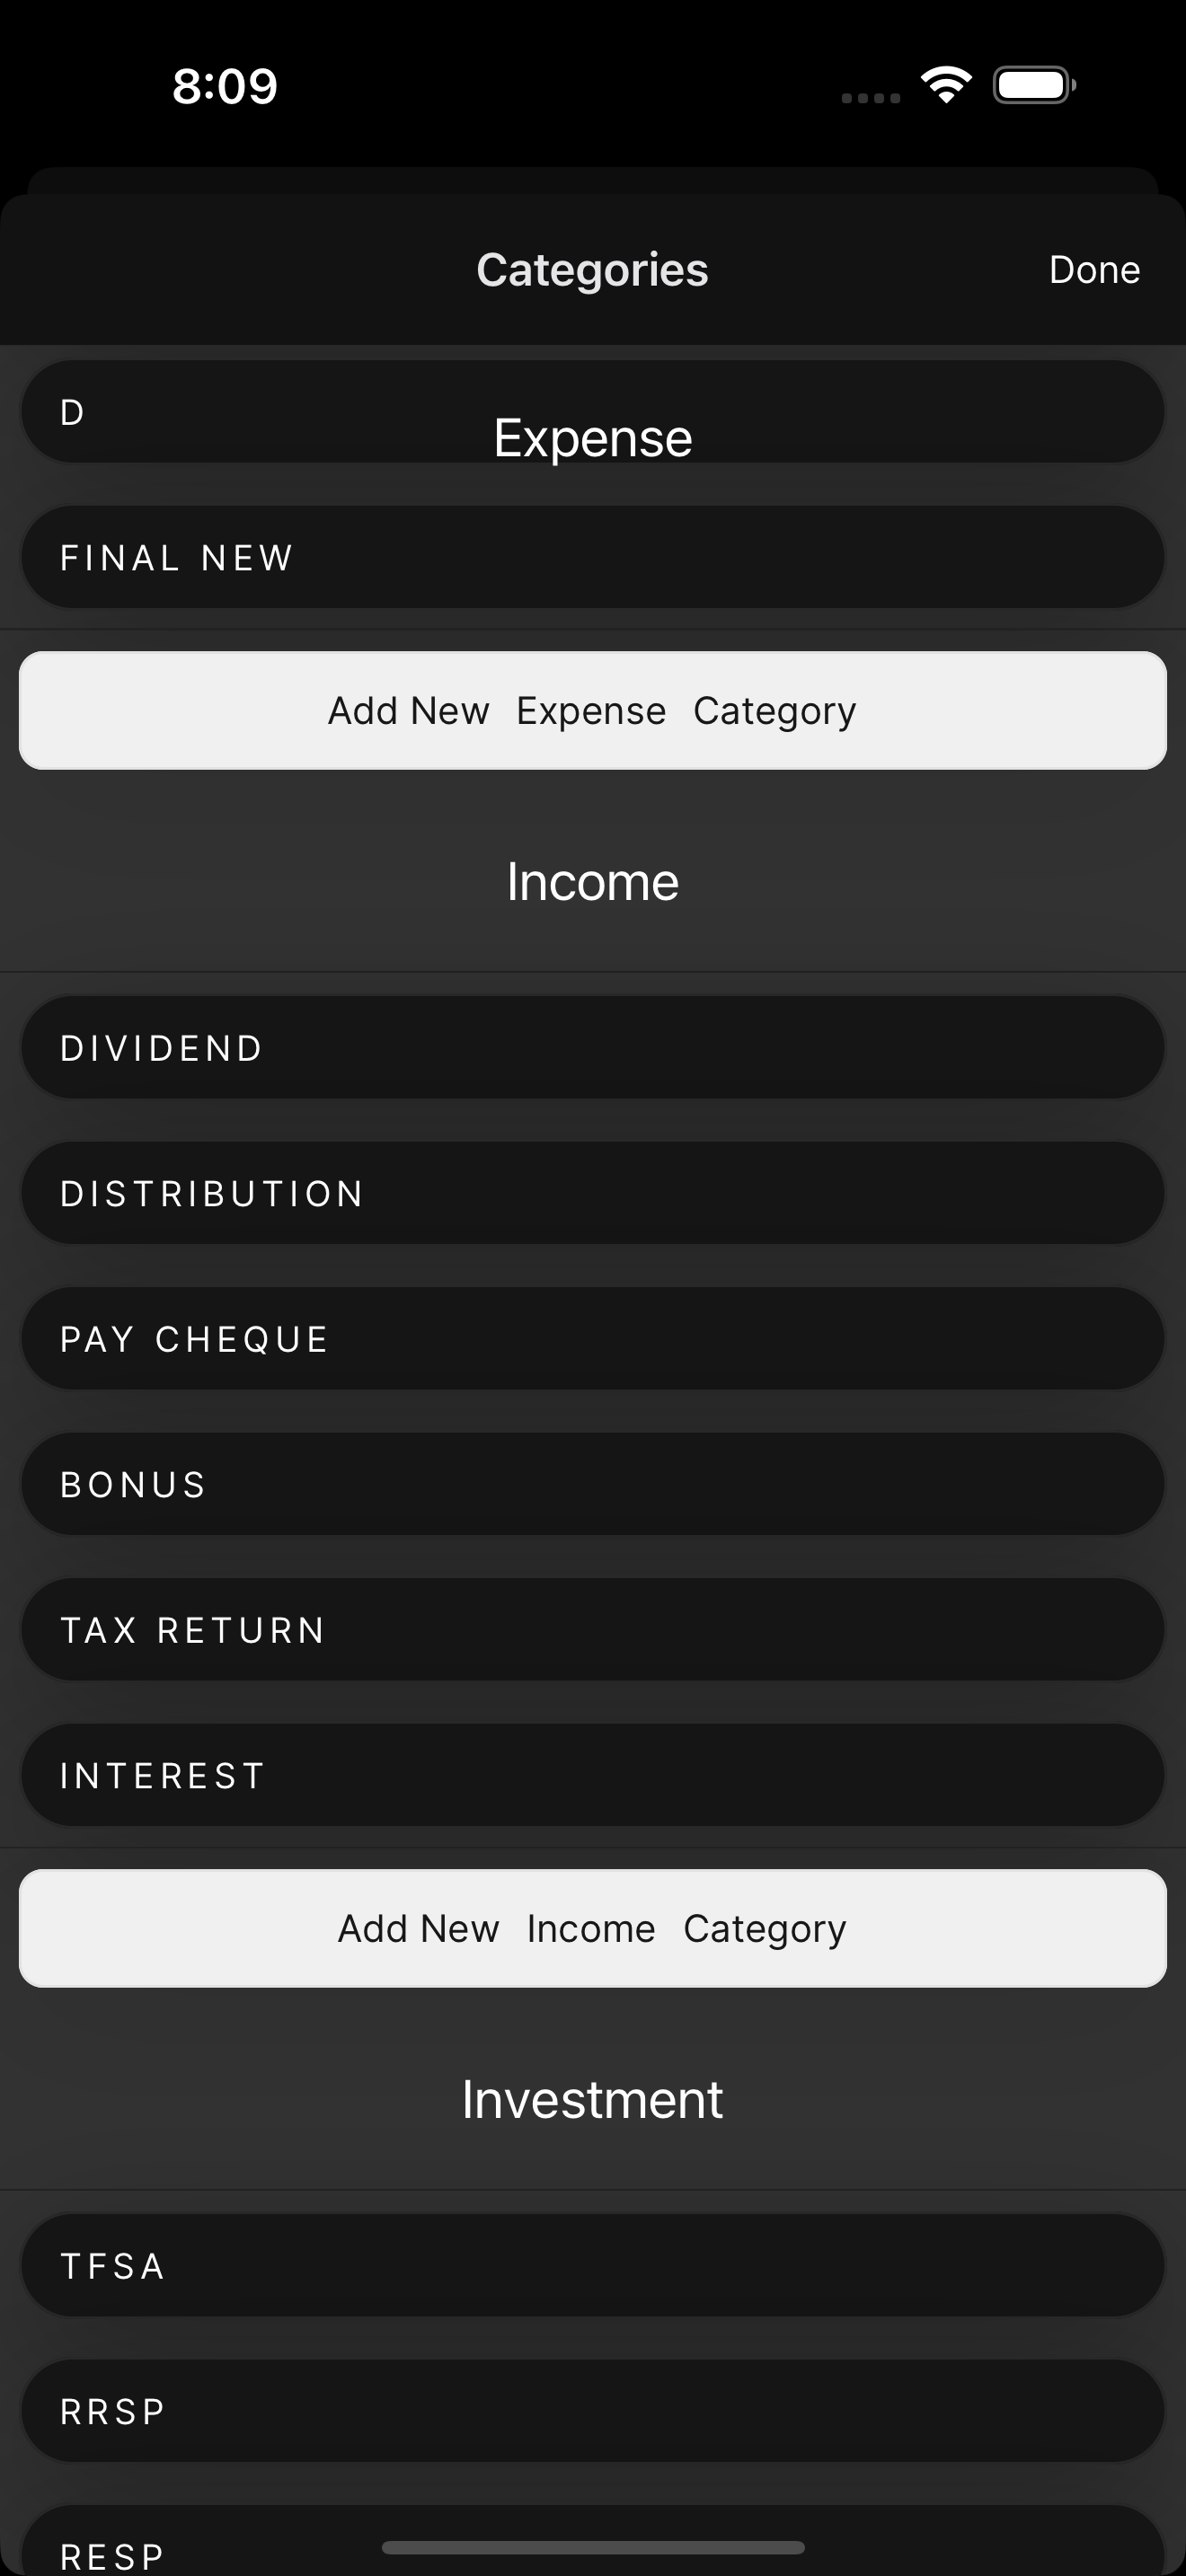 8:09
Categories
Done
D
Expense
FINAL NEW
Add New Expense Category
Income
DIVIDEND
DISTRIBUTION
PAY CHEQUE
BONUS
TAX RETURN
INTEREST
Add New Income Category
Investment
TFSA
RRSP
RESP